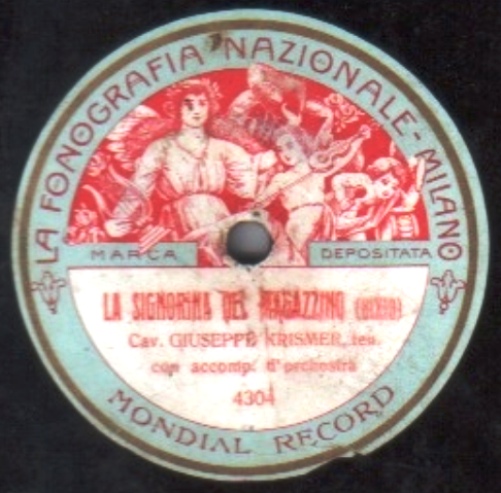 LA FONOGRAFIA NAZIONALE - MILANO
MARCA DEPOSITATA
LA SIGNORINA DEL MAGAZZINO
Cav. GIUSEPPE KRISMER, ten.
con accomp. d'orchestra
4304
MONDIAL RECORD